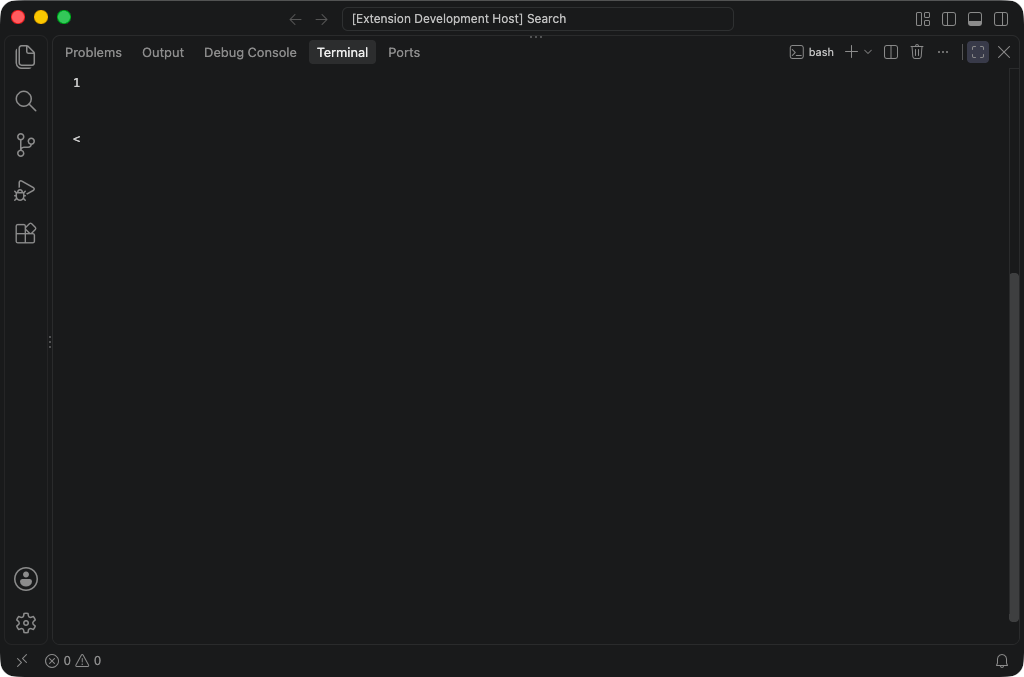 [Extension Development Host] Search
Problems Output Debug Console Terminal Ports bash
1
<
0 0